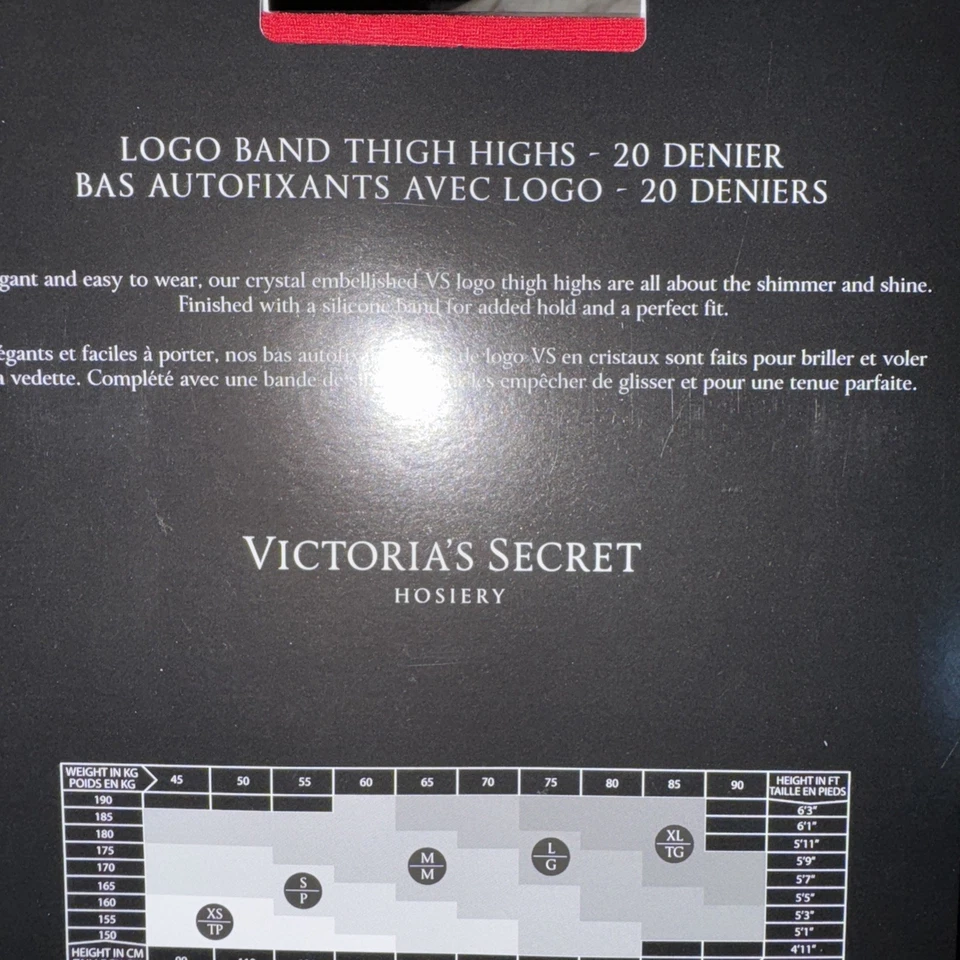 LOGO BAND THIGH HIGHS - 20 DENIER
BAS AUTOFIXANTS AVEC LOGO - 20 DENIERS
gant and easy to wear, our crystal embellished VS logo thigh highs are all about the shimmer and shine.
Finished with a silicone band for added hold and a perfect fit.
égants et faciles à porter, nos bas logo VS en cristaux sont faits pour briller et voler
vedette. Complété avec une bande de empêcher de glisser et pour une tenue parfaite.
VICTORIA'S SECRET
HOSIERY
WEIGHT IN KG
POIDS EN KG
45 50 55 60 65 70 75 80 85 90
HEIGHT IN FT
TAILLE EN PIEDS
190 6'3"
185 6'1"
180 5'11"
175 5'9"
170 5'7"
165 5'5"
160 5'3"
155 5'1"
150 4'11"
XS
TP
S
P
M
M
L
G
XL
TG
HEIGHT IN CM